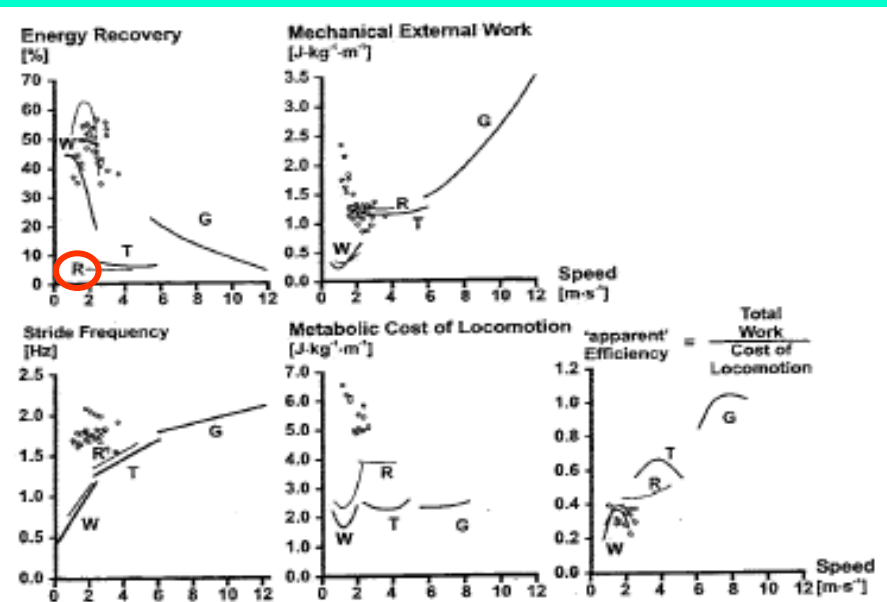 Energy Recovery
[%]
70
60
50
40
30
20
10
0
W
R
T
G
0 2 4 6 8 10 12
Mechanical External Work
[J·kg⁻¹·m⁻¹]
3.5
3.0
2.5
2.0
1.5
1.0
0.5
0.0
W
R
T
G
0 2 4 6 8 10 12
Speed
[m·s⁻¹]
Stride Frequency
[Hz]
2.5
2.0
1.5
1.0
0.5
0.0
W
R
T
G
0 2 4 6 8 10 12
Metabolic Cost of Locomotion
[J·kg⁻¹·m⁻¹]
7.0
6.0
5.0
4.0
3.0
2.0
1.0
0.0
W
R
T
G
0 2 4 6 8 10 12
'apparent' Efficiency = Total Work / Cost of Locomotion
1.2
1.0
0.8
0.6
0.4
0.2
0.0
W
R
T
G
0 2 4 6 8 10 12
Speed
[m·s⁻¹]